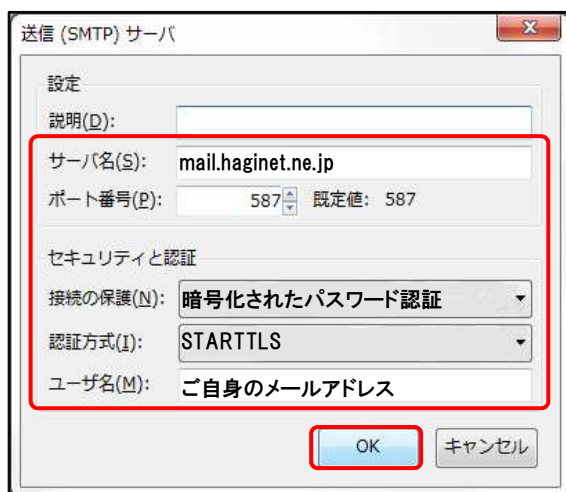 送信 (SMTP) サーバ
設定
説明(D):
サーバ名(S): mail.haginet.ne.jp
ポート番号(P): 587 既定値: 587
セキュリティと認証
接続の保護(N): 暗号化されたパスワード認証
認証方式(I): STARTTLS
ユーザ名(M): ご自身のメールアドレス
OK キャンセル